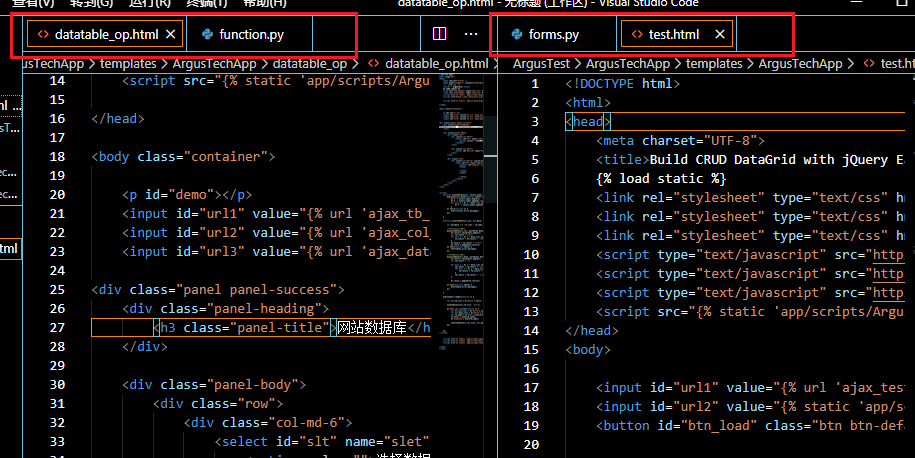 查看(V) 转到(G) 运行(R) 终端(T) 帮助(H) datatable_op.html - 无标题 (工作区) - Visual Studio Code
datatable_op.html function.py
usTechApp > templates > ArgusTechApp > datatable_op > datatable_op.html
14 <script src="{% static 'app/scripts/Argu
15
16 </head>
17
18 <body class="container">
19
20 <p id="demo"></p>
21 <input id="url1" value="{% url 'ajax_tb_
22 <input id="url2" value="{% url 'ajax_col
23 <input id="url3" value="{% url 'ajax_dat
24
25 <div class="panel panel-success">
26 <div class="panel-heading">
27 <h3 class="panel-title">网站数据库</h
28 </div>
29
30 <div class="panel-body">
31 <div class="row">
32 <div class="col-md-6">
33 <select id="slt" name="slet"
forms.py test.html
ArgusTest > ArgusTechApp > templates > ArgusTechApp > test.ht
1 <!DOCTYPE html>
2 <html>
3 <head>
4 <meta charset="UTF-8">
5 <title>Build CRUD DataGrid with jQuery Ea
6 {% load static %}
7 <link rel="stylesheet" type="text/css" hr
8 <link rel="stylesheet" type="text/css" hr
9 <link rel="stylesheet" type="text/css" hr
10 <script type="text/javascript" src="http
11 <script type="text/javascript" src="http
12 <script type="text/javascript" src="http
13 <script src="{% static 'app/scripts/Argu
14 </head>
15 <body>
16
17 <input id="url1" value="{% url 'ajax_test
18 <input id="url2" value="{% static 'app/sc
19 <button id="btn_load" class="btn btn-defa
20